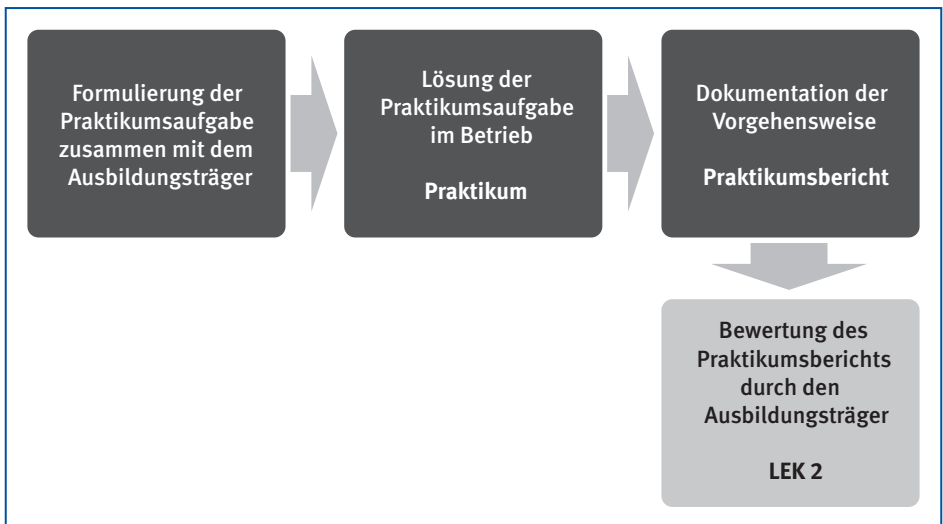 Formulierung der
Praktikumsaufgabe
zusammen mit dem
Ausbildungsträger
Lösung der
Praktikumsaufgabe
im Betrieb
Praktikum
Dokumentation der
Vorgehensweise
Praktikumsbericht
Bewertung des
Praktikumsberichts
durch den
Ausbildungsträger
LEK 2